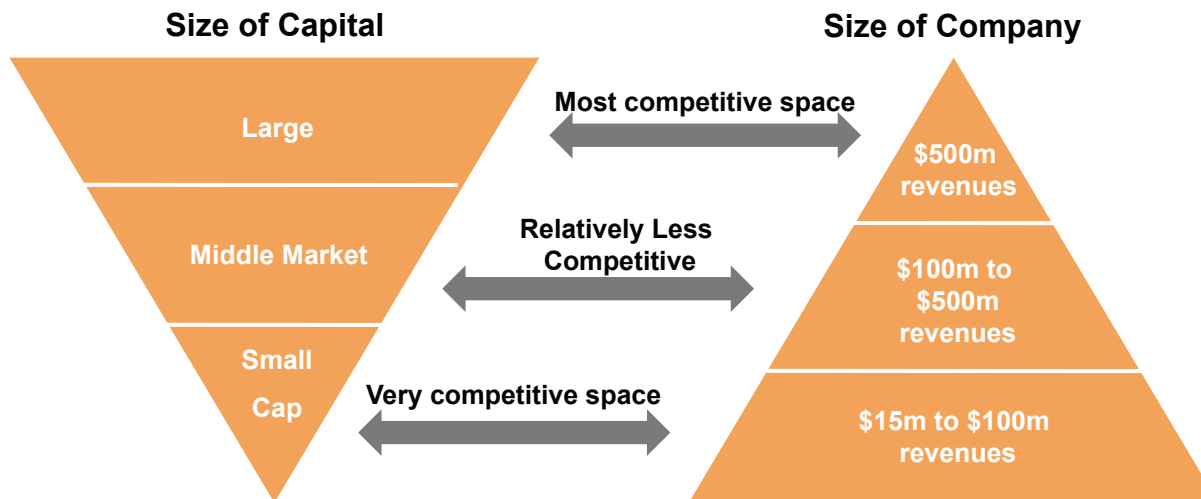 Size of Capital
Size of Company
Large
Most competitive space
$500m
revenues
Middle Market
Relatively Less
Competitive
$100m to
$500m
revenues
Small
Cap
Very competitive space
$15m to $100m
revenues